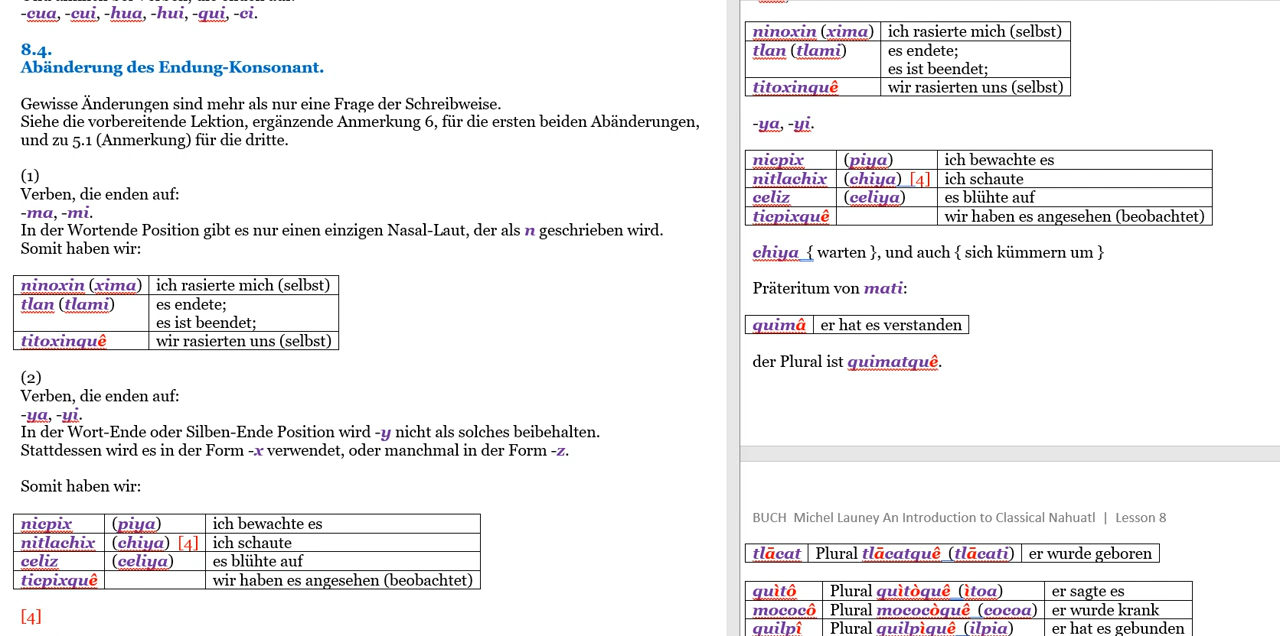 -cua, -cui, -hua, -hui, -qui, -ci.
8.4.
Abänderung des Endung-Konsonant.
Gewisse Änderungen sind mehr als nur eine Frage der Schreibweise.
Siehe die vorbereitende Lektion, ergänzende Anmerkung 6, für die ersten beiden Abänderungen,
und zu 5.1 (Anmerkung) für die dritte.
(1)
Verben, die enden auf:
-ma, -mi.
In der Wortende Position gibt es nur einen einzigen Nasal-Laut, der als n geschrieben wird.
Somit haben wir:
ninoxin (xima) ich rasierte mich (selbst)
tlan (tlami) es endete;
es ist beendet;
titoxinquê wir rasierten uns (selbst)
(2)
Verben, die enden auf:
-ya, -yi.
In der Wort-Ende oder Silben-Ende Position wird -y nicht als solches beibehalten.
Stattdessen wird es in der Form -x verwendet, oder manchmal in der Form -z.
Somit haben wir:
nicpix (piya) ich bewachte es
nitlachix (chiya) [4] ich schaute
celiz (celiya) es blühte auf
ticpixquê wir haben es angesehen (beobachtet)
[4]
ninoxin (xima) ich rasierte mich (selbst)
tlan (tlami) es endete;
es ist beendet;
titoxinquê wir rasierten uns (selbst)
-ya, -yi.
nicpix (piya) ich bewachte es
nitlachix (chiya) [4] ich schaute
celiz (celiya) es blühte auf
ticpixquê wir haben es angesehen (beobachtet)
chiya { warten }, und auch { sich kümmern um }
Präteritum von mati:
quimâ er hat es verstanden
der Plural ist quimatquê.
BUCH Michel Launey An Introduction to Classical Nahuatl | Lesson 8
tlācat Plural tlācatquê (tlācati) er wurde geboren
quìtô Plural quìtòquê (ìtoa) er sagte es
mococô Plural mococòquê (cocoa) er wurde krank
quilpî Plural quilpìquê (ilpia) er hat es gebunden